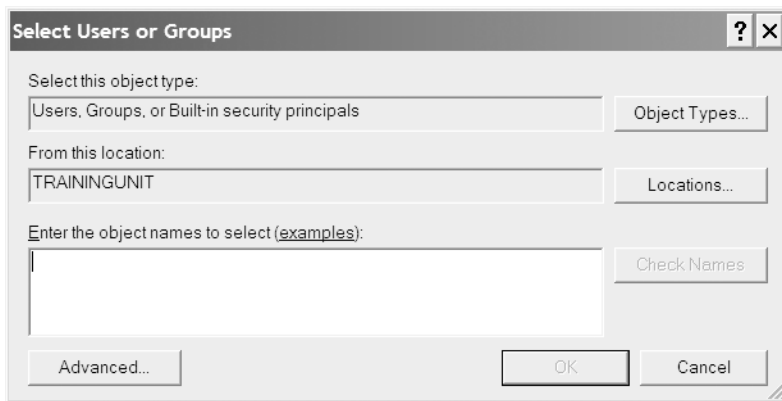 Select Users or Groups
? X
Select this object type:
Users, Groups, or Built-in security principals
Object Types...
From this location:
TRAININGUNIT
Locations...
Enter the object names to select (examples):
Check Names
Advanced...
OK
Cancel